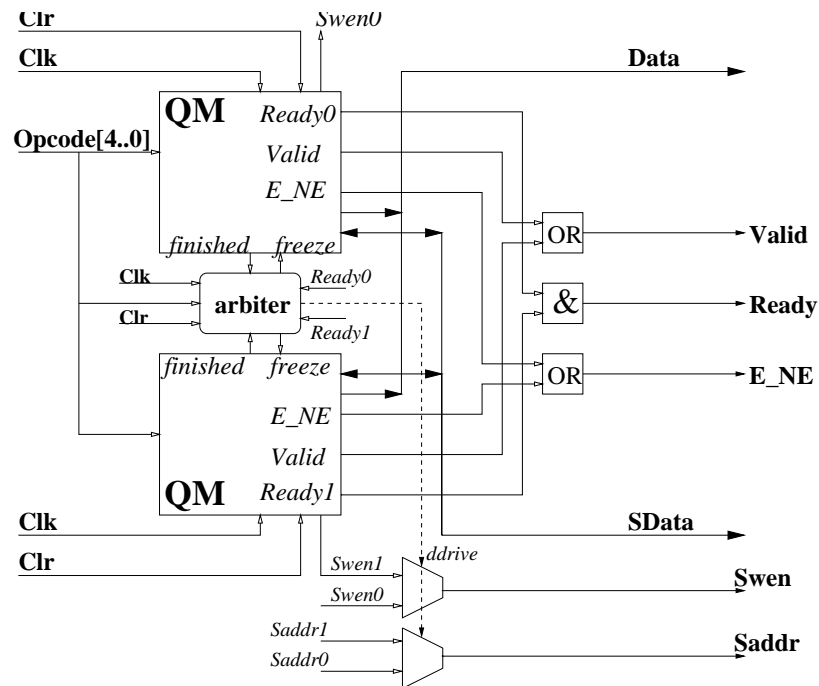 Clr
Swen0
Clk
Data
QM
Ready0
Opcode[4..0]
Valid
E_NE
OR
Valid
finished
freeze
Clk
Ready0
arbiter
&
Ready
Clr
Ready1
finished
freeze
OR
E_NE
E_NE
Valid
QM
Ready1
Clk
SData
Clr
Swen1
ddrive
Swen
Swen0
Saddr1
Saddr
Saddr0